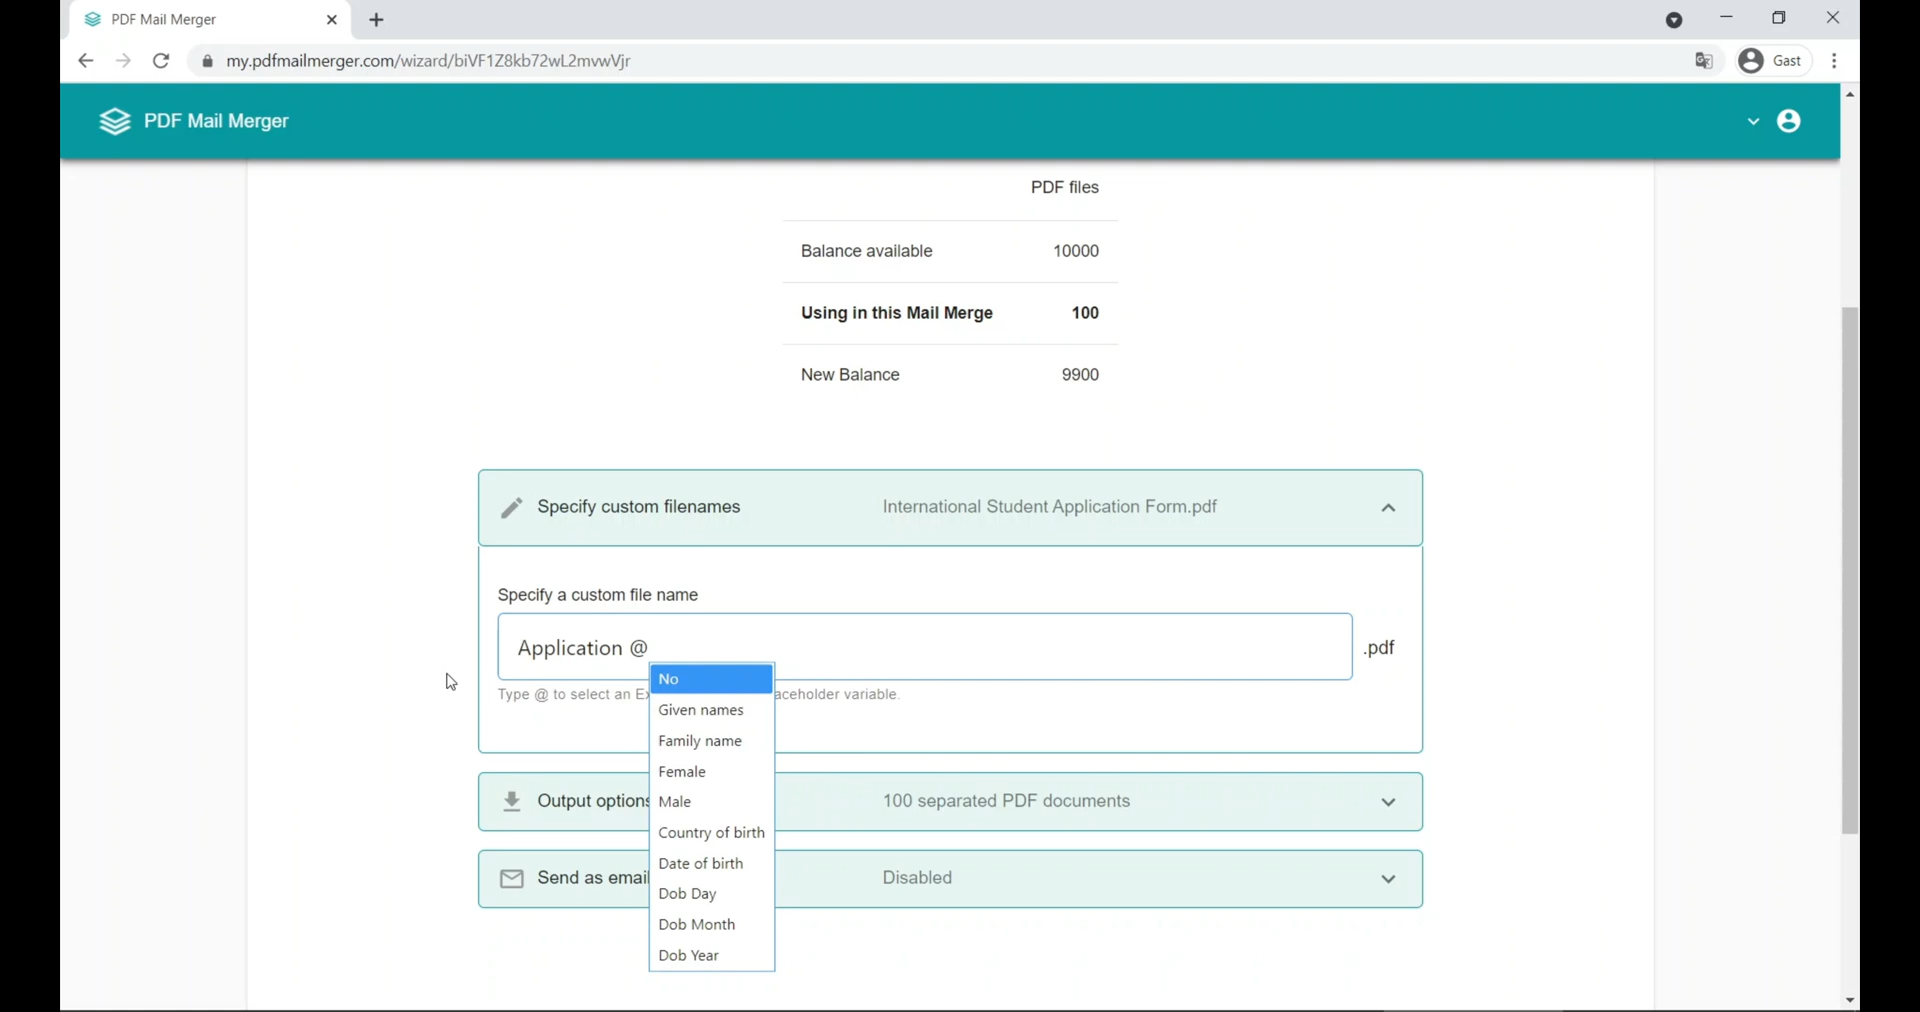 PDF Mail Merger
my.pdfmailmerger.com/wizard/biVF1Z8kb72wL2mvwVjr
Gast
PDF Mail Merger
PDF files
Balance available 10000
Using in this Mail Merge 100
New Balance 9900
Specify custom filenames International Student Application Form.pdf
Specify a custom file name
Application @ .pdf
Type @ to select an aceholder variable.
No
Given names
Family name
Female
Male
Country of birth
Date of birth
Dob Day
Dob Month
Dob Year
Output options 100 separated PDF documents
Send as email Disabled